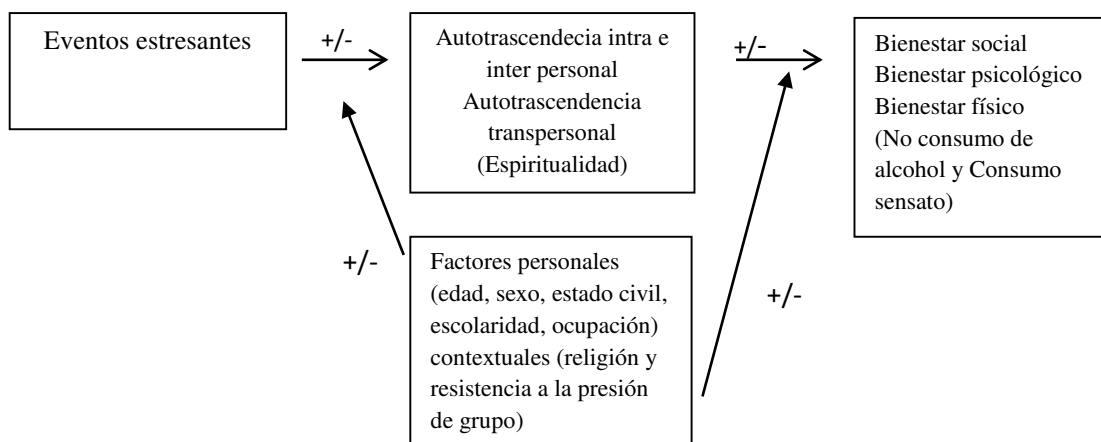 Eventos estresantes
+/-
Autotrascendecia intra e
inter personal
Autotrascendencia
transpersonal
(Espiritualidad)
+/-
Bienestar social
Bienestar psicológico
Bienestar físico
(No consumo de
alcohol y Consumo
sensato)
+/-
Factores personales
(edad, sexo, estado civil,
escolaridad, ocupación)
contextuales (religión y
resistencia a la presión
de grupo)
+/-